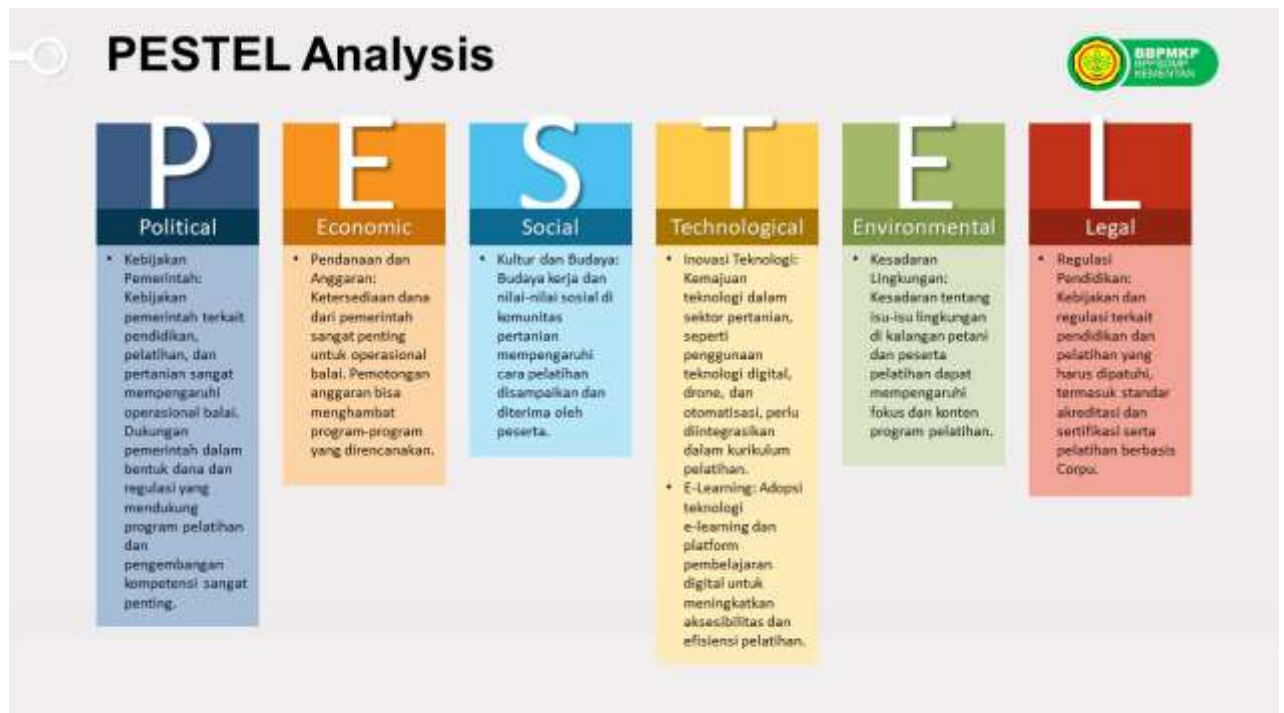 PESTEL Analysis
BBPMKP
BPPSDMP
KEMENTAN
P
Political
• Kebijakan
Pemerintah:
Kebijakan
pemerintah terkait
pendidikan,
pelatihan, dan
pertanian sangat
mempengaruhi
operasional balai.
Dukungan
pemerintah dalam
bentuk dana dan
regulasi yang
mendukung
program pelatihan
dan
pengembangan
kompetensi sangat
penting.
E
Economic
• Pendanaan dan
Anggaran:
Ketersediaan dana
dari pemerintah
sangat penting
untuk operasional
balai. Pemotongan
anggaran bisa
menghambat
program-program
yang direncanakan.
S
Social
• Kultur dan Budaya:
Budaya kerja dan
nilai-nilai sosial di
komunitas
pertanian
mempengaruhi
cara pelatihan
disampaikan dan
diterima oleh
peserta.
T
Technological
• Inovasi Teknologi:
Kemajuan
teknologi dalam
sektor pertanian,
seperti
penggunaan
teknologi digital,
drone, dan
otomatisasi, perlu
diintegrasikan
dalam kurikulum
pelatihan.
• E-Learning: Adopsi
teknologi
e-learning dan
platform
pembelajaran
digital untuk
meningkatkan
aksesibilitas dan
efisiensi pelatihan.
E
Environmental
• Kesadaran
Lingkungan:
Kesadaran tentang
isu-isu lingkungan
di kalangan petani
dan peserta
pelatihan dapat
mempengaruhi
fokus dan konten
program pelatihan.
L
Legal
• Regulasi
Pendidikan:
Kebijakan dan
regulasi terkait
pendidikan dan
pelatihan yang
harus dipatuhi,
termasuk standar
akreditasi dan
sertifikasi serta
pelatihan berbasis
Corpu.